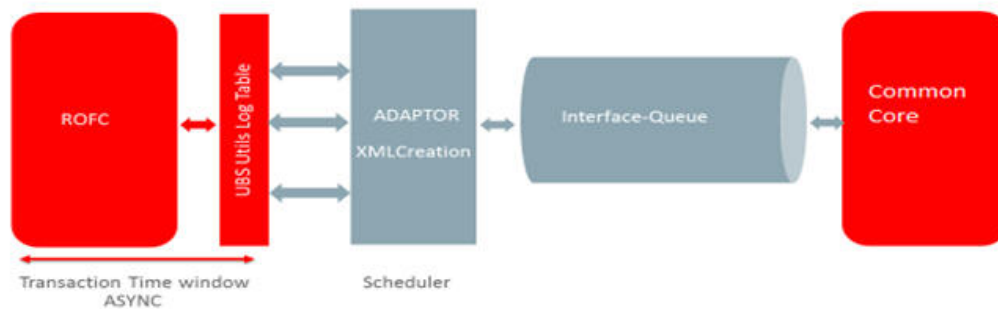 ROFC
UBS Utils Log Table
ADAPTOR
XMLCreation
Interface-Queue
Common
Core
Transaction Time window
ASYNC
Scheduler